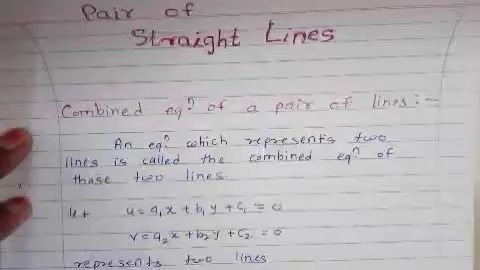 Pair of
Straight Lines
Combined eqn of a pair of lines:-
An eqn which represents two
lines is called the combined eqn of
those two lines.
Let u = a₁x + b₁y + c₁ = 0
v = a₂x + b₂y + c₂ = 0
represents two lines